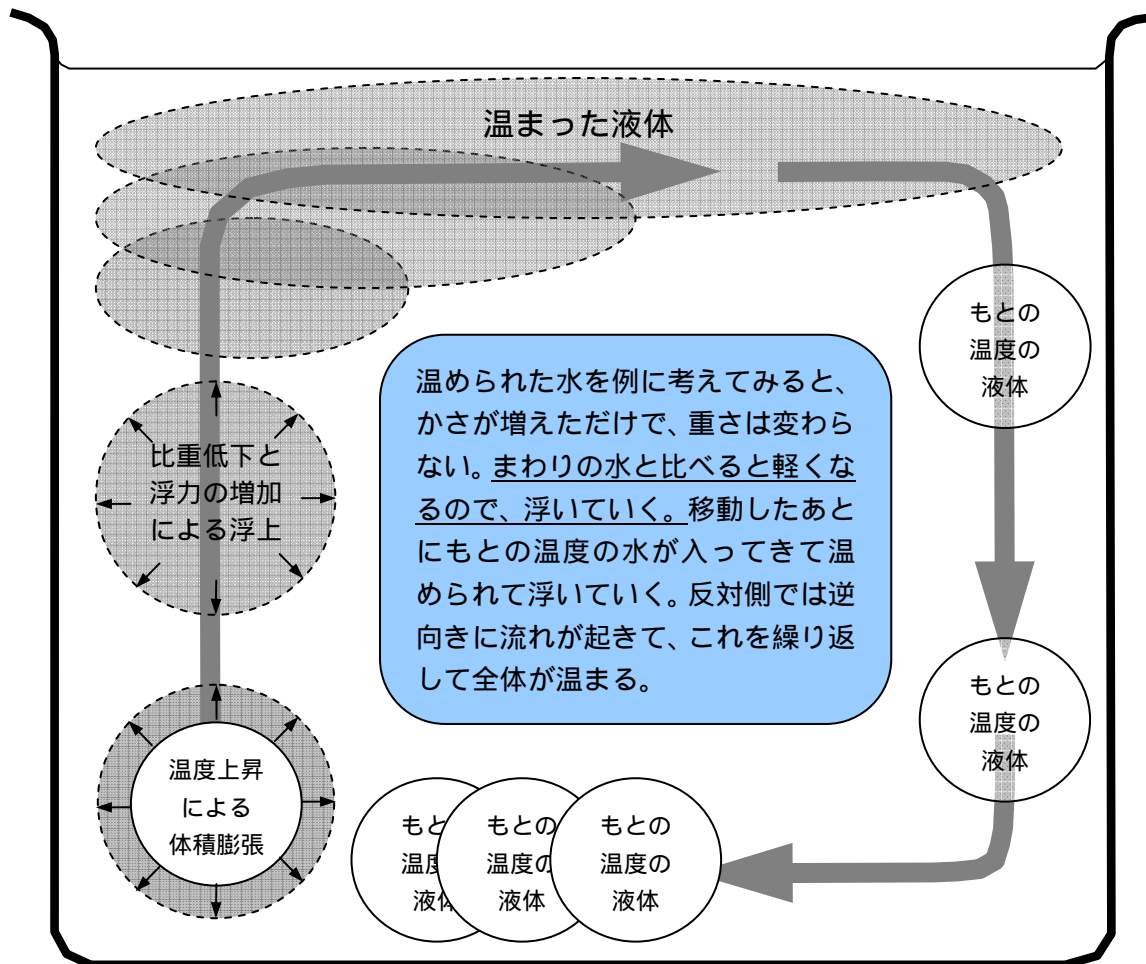 温まった液体
もとの
温度の
液体
温められた水を例に考えてみると、
かさが増えただけで、重さは変わら
ない。まわりの水と比べると軽くな
るので、浮いていく。移動したあと
にもとの温度の水が入ってきて温
められて浮いていく。反対側では逆
向きに流れが起きて、これを繰り返
して全体が温まる。
比重低下と
浮力の増加
による浮上
もとの
温度の
液体
温度上昇
による
体積膨張
もとの
温度の
液体
もとの
温度の
液体
もとの
温度の
液体